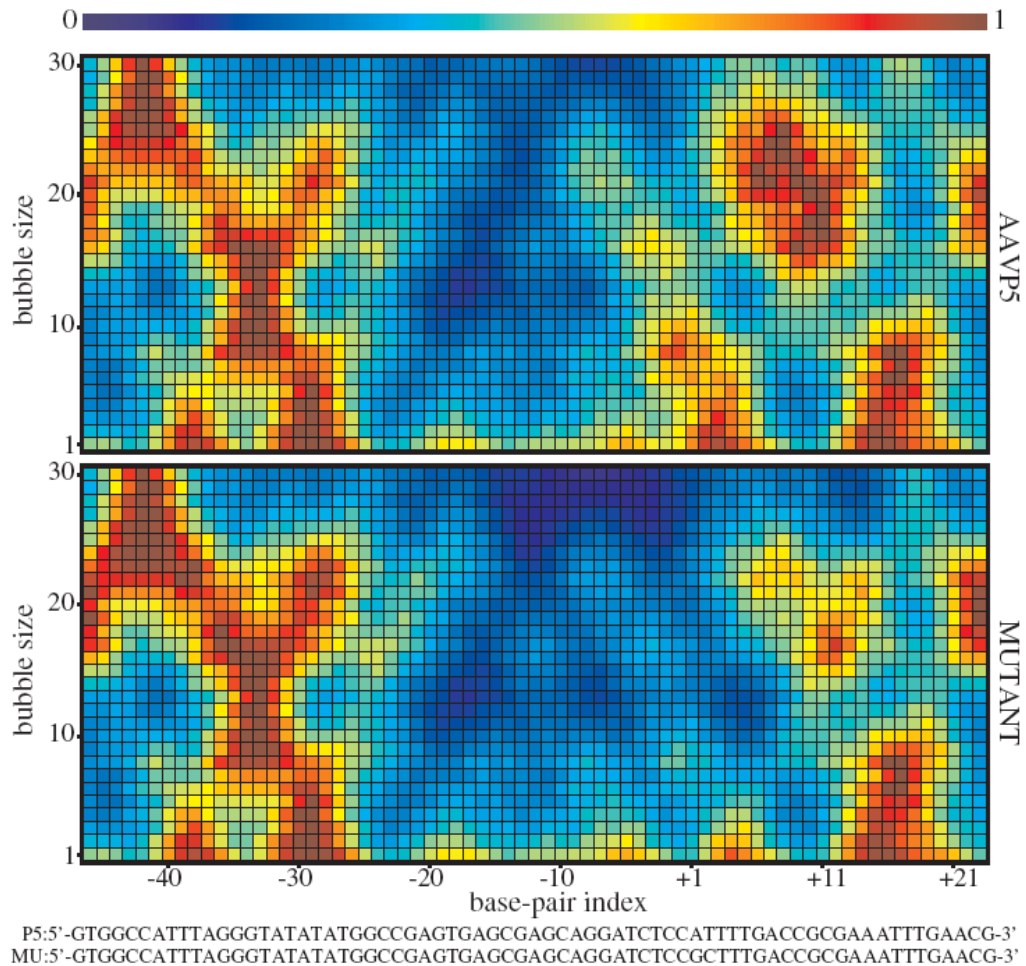 0 1
30
20
10
1
bubble size
AAVP5
30
20
10
1
bubble size
MUTANT
-40 -30 -20 -10 +1 +11 +21
base-pair index
P5:5’-GTGGCCATTTAGGGTATATATGGCCGAGTGAGCGAGCAGGATCTCCATTTTGACCGCGAAATTTGAACG-3’
MU:5’-GTGGCCATTTAGGGTATATATGGCCGAGTGAGCGAGCAGGATCTCCGCTTTGACCGCGAAATTTGAACG-3’